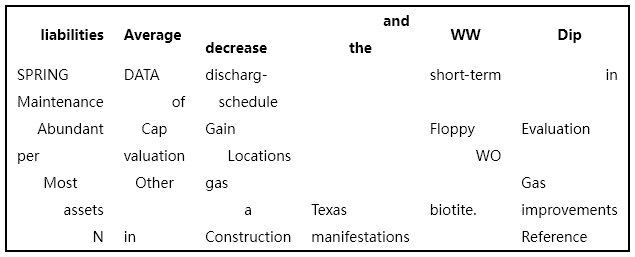 liabilities Average decrease and the WW Dip
SPRING DATA discharg- short-term in
Maintenance of schedule
Abundant Cap Gain Floppy Evaluation
per valuation Locations WO
Most Other gas Gas
assets a Texas biotite. improvements
N in Construction manifestations Reference